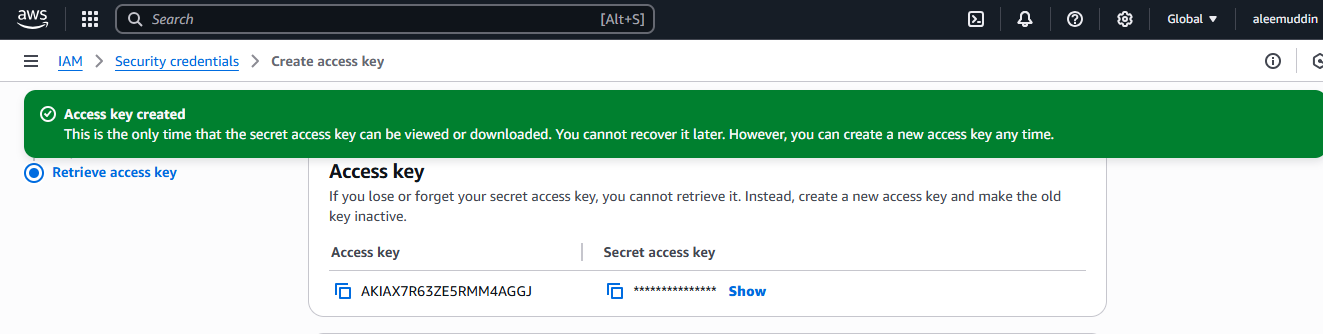 aws
Search
[Alt+S]
Global
aleemuddin
IAM
Security credentials
Create access key
Access key created
This is the only time that the secret access key can be viewed or downloaded. You cannot recover it later. However, you can create a new access key any time.
Retrieve access key
Access key
If you lose or forget your secret access key, you cannot retrieve it. Instead, create a new access key and make the old
key inactive.
Access key
Secret access key
AKIAX7R63ZE5RMM4AGGJ
***************
Show